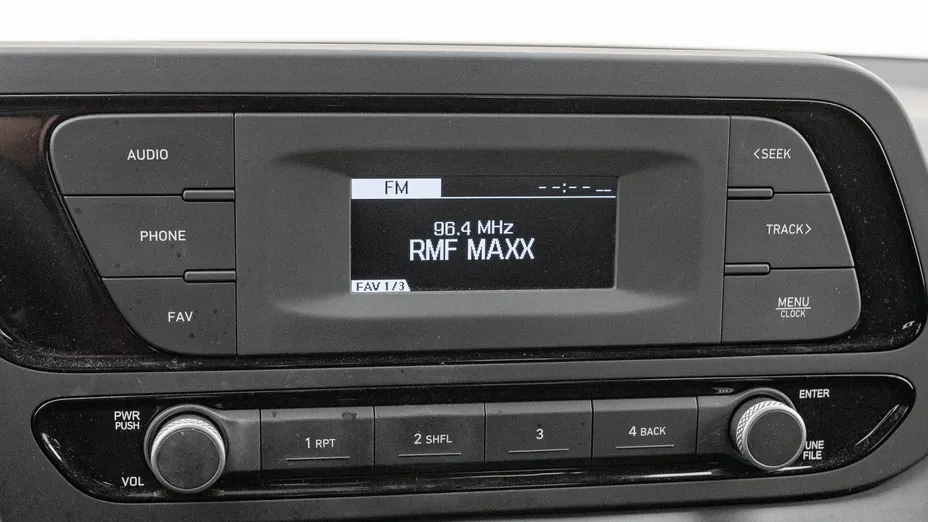 AUDIO
PHONE
FAV
FM --:-- --
96.4 MHz
RMF MAXX
FAV 1/3
<SEEK
TRACK>
MENU
CLOCK
PWR
PUSH
VOL
1 RPT
2 SHFL
3
4 BACK
ENTER
UNE
FILE